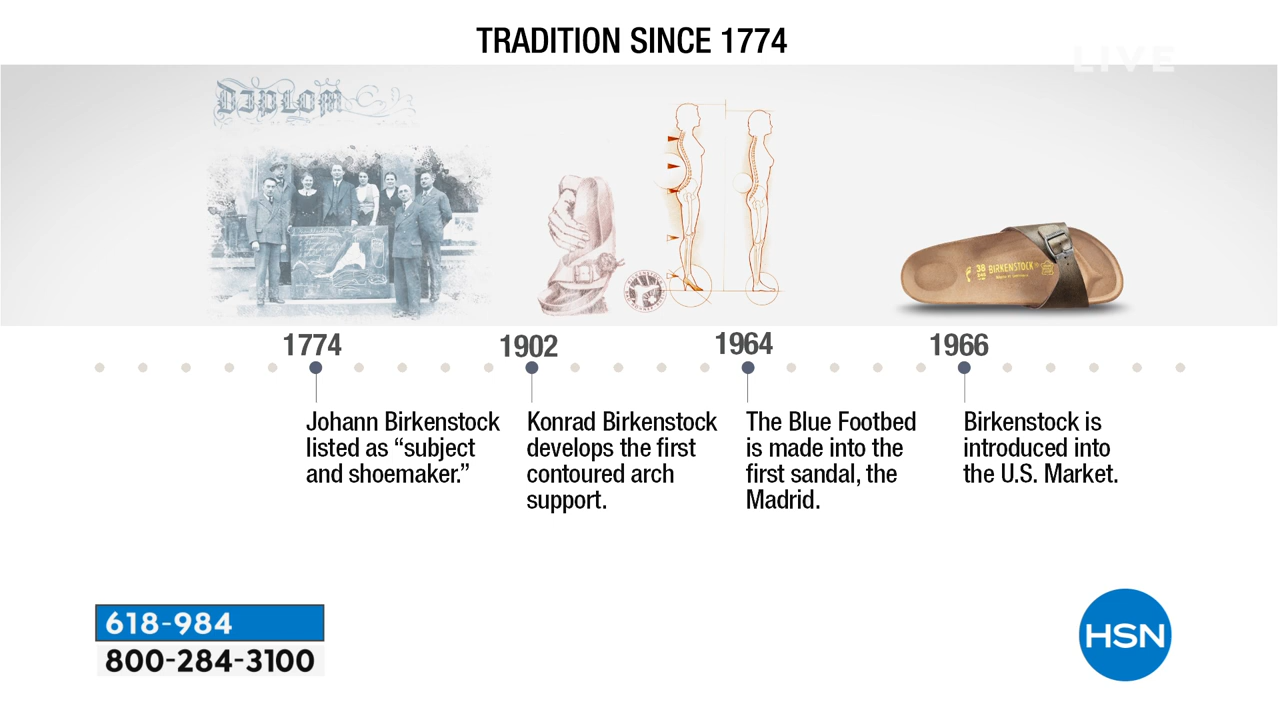 TRADITION SINCE 1774
LIVE
Diplom
38
BIRKENSTOCK
1774
1902
1964
1966
Johann Birkenstock
listed as “subject
and shoemaker.”
Konrad Birkenstock
develops the first
contoured arch
support.
The Blue Footbed
is made into the
first sandal, the
Madrid.
Birkenstock is
introduced into
the U.S. Market.
618-984
800-284-3100
HSN